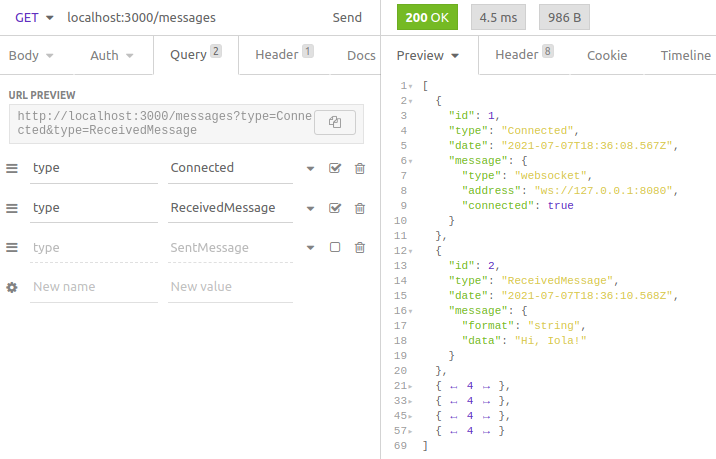 GET localhost:3000/messages Send
Body Auth Query 2 Header 1 Docs
URL PREVIEW
http://localhost:3000/messages?type=Conne
cted&type=ReceivedMessage
type Connected
type ReceivedMessage
type SentMessage
New name New value
200 OK 4.5 ms 986 B
Preview Header 8 Cookie Timeline
1 [
2 {
3 "id": 1,
4 "type": "Connected",
5 "date": "2021-07-07T18:36:08.567Z",
6 "message": {
7 "type": "websocket",
8 "address": "ws://127.0.0.1:8080",
9 "connected": true
10 }
11 },
12 {
13 "id": 2,
14 "type": "ReceivedMessage",
15 "date": "2021-07-07T18:36:10.568Z",
16 "message": {
17 "format": "string",
18 "data": "Hi, Iola!"
19 }
20 },
21 { ↔ 4 ↔ },
33 { ↔ 4 ↔ },
45 { ↔ 4 ↔ },
57 { ↔ 4 ↔ }
69 ]